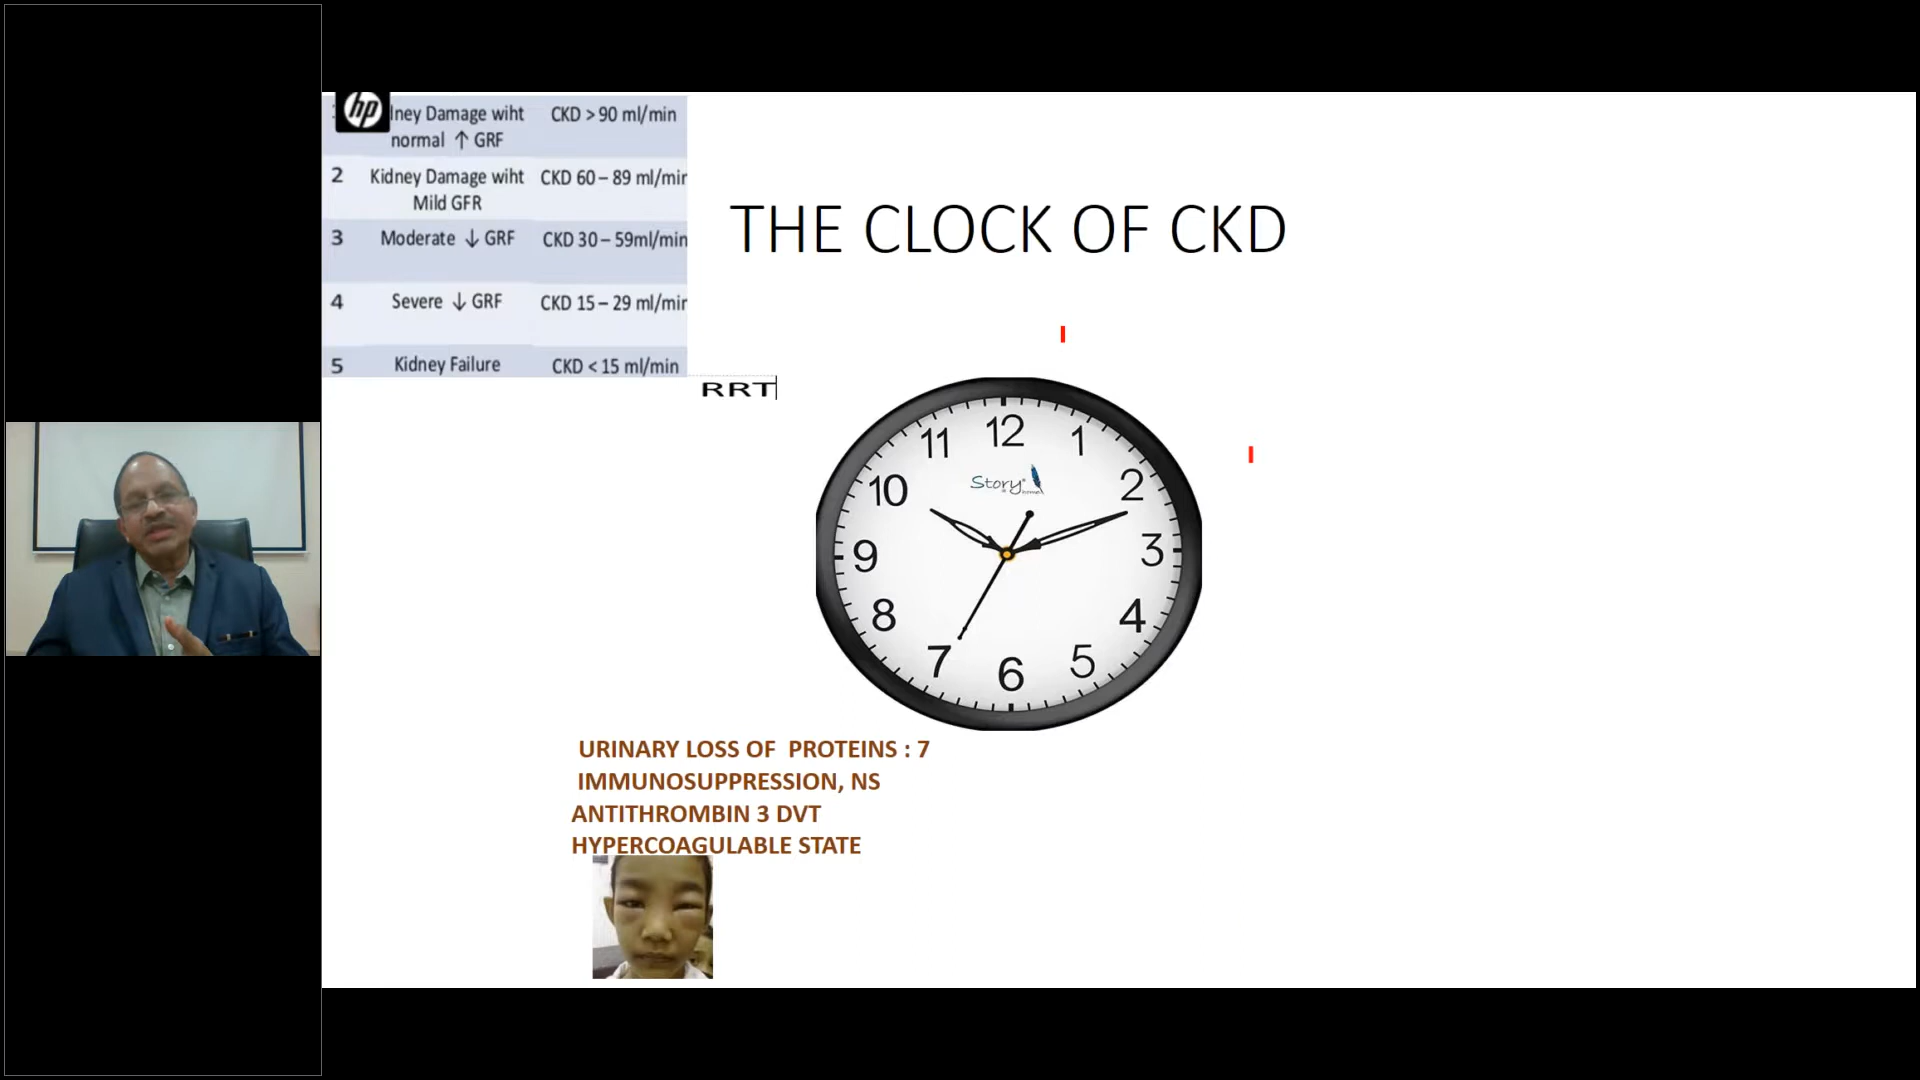 hp
dney Damage wiht CKD > 90 ml/min
normal ↑ GRF
2 Kidney Damage wiht CKD 60 – 89 ml/min
Mild GFR
3 Moderate ↓ GRF CKD 30 – 59ml/min
4 Severe ↓ GRF CKD 15 – 29 ml/min
5 Kidney Failure CKD < 15 ml/min
RRT
THE CLOCK OF CKD
I
I
12
11 1
10 2
Story
home
9 3
8 4
7 5
6
URINARY LOSS OF PROTEINS : 7
IMMUNOSUPPRESSION, NS
ANTITHROMBIN 3 DVT
HYPERCOAGULABLE STATE